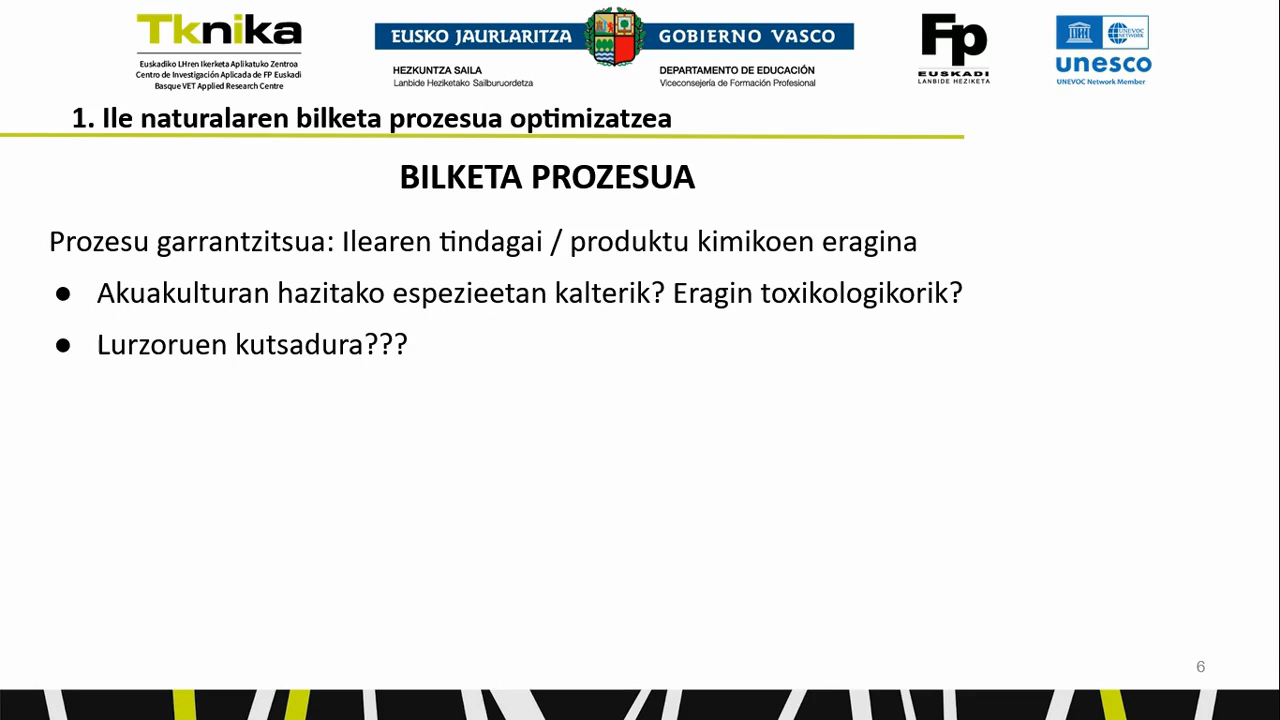 Tknika
Euskadiko LHren Ikerketa Aplikatuko Zentroa
Centro de Investigación Aplicada de FP Euskadi
Basque VET Applied Research Centre
EUSKO JAURLARITZA
GOBIERNO VASCO
HEZKUNTZA SAILA
Lanbide Heziketako Sailburuordetza
DEPARTAMENTO DE EDUCACIÓN
Viceconsejería de Formación Profesional
Fp
EUSKADI
LANBIDE HEZIKETA
UNEVOC
NETWORK
unesco
UNEVOC Network Member
1. Ile naturalaren bilketa prozesua optimizatzea
BILKETA PROZESUA
Prozesu garrantzitsua: Ilearen tindagai / produktu kimikoen eragina
● Akuakulturan hazitako espezieetan kalterik? Eragin toxikologikorik?
● Lurzoruen kutsadura???
6